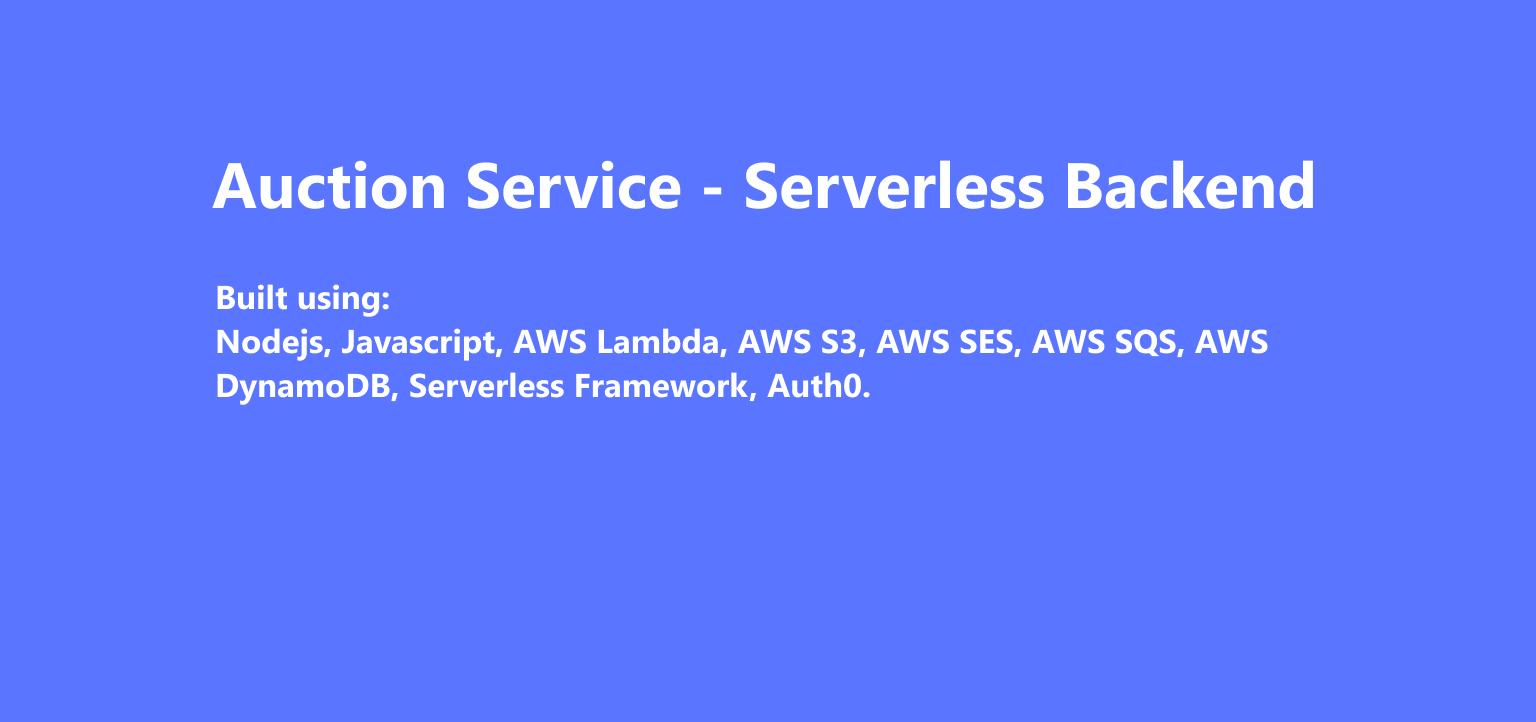 Auction Service - Serverless Backend
Built using:
Nodejs, Javascript, AWS Lambda, AWS S3, AWS SES, AWS SQS, AWS
DynamoDB, Serverless Framework, Auth0.